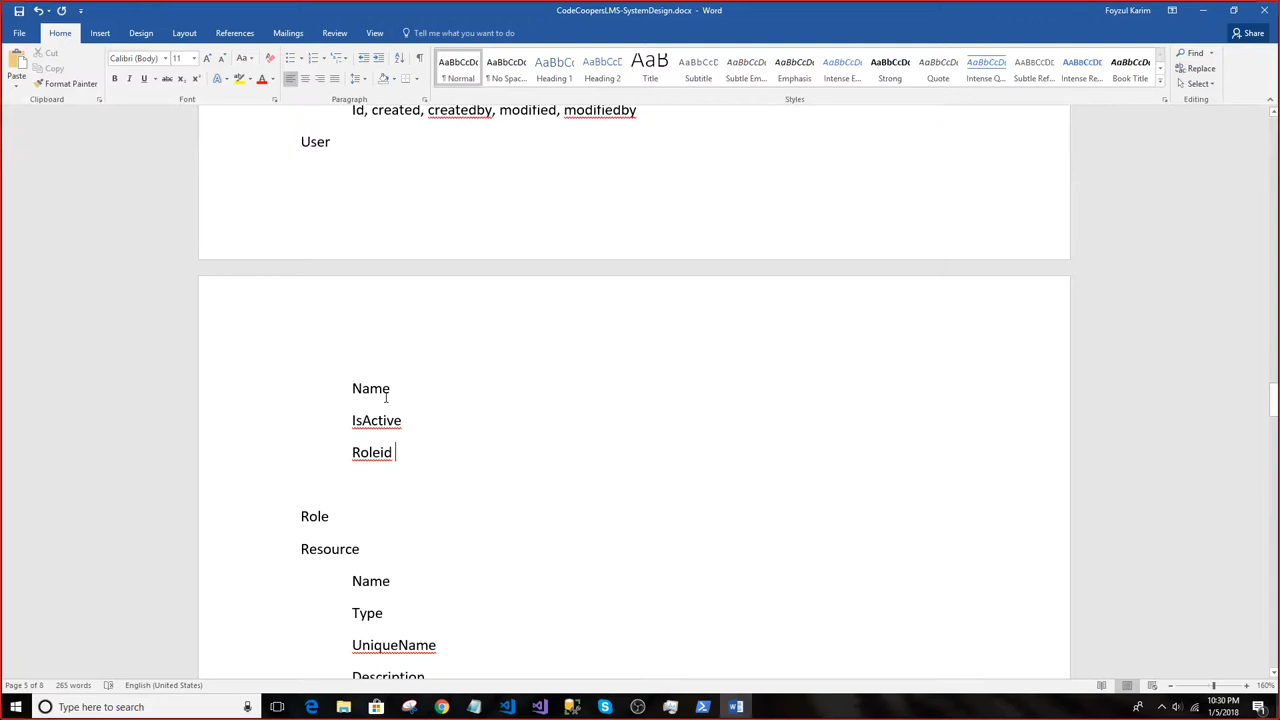 CodeCoopersLMS-SystemDesign.docx - Word
Foyzul Karim
File Home Insert Design Layout References Mailings Review View Tell me what you want to do Share
Paste
Cut
Copy
Format Painter
Clipboard
Calibri (Body) 11
Font
Paragraph
AaBbCcDc AaBbCcDc AaBbC( AaBbCcC AaB AaBbCcD AaBbCcDc AaBbCcDc AaBbCcDc AaBbCcDc AaBbCcDc AaBbCcDc AABBCCDC AABBCCDC AaBbCcDc
¶ Normal ¶ No Spac... Heading 1 Heading 2 Title Subtitle Subtle Em... Emphasis Intense E... Strong Quote Intense Q... Subtle Ref... Intense Re... Book Title
Styles
Find
Replace
Select
Editing
Id, created, createdby, modified, modifiedby
User
Name
IsActive
Roleid
Role
Resource
Name
Type
UniqueName
Description
Page 5 of 8 265 words English (United States) 160%
Type here to search
10:30 PM
1/5/2018